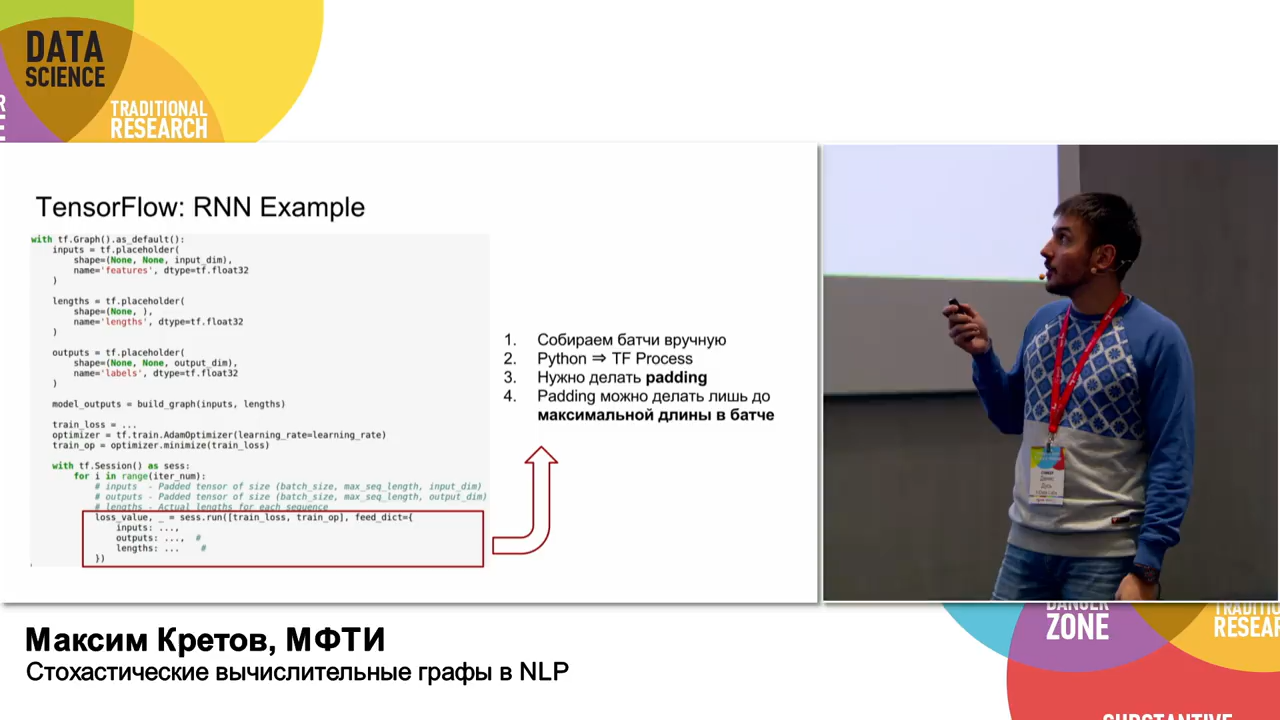 DATA
SCIENCE
TRADITIONAL
RESEARCH
TensorFlow: RNN Example
with tf.Graph().as_default():
inputs = tf.placeholder(
shape=(None, None, input_dim),
name='features', dtype=tf.float32
)
lengths = tf.placeholder(
shape=(None, ),
name='lengths', dtype=tf.float32
)
outputs = tf.placeholder(
shape=(None, None, output_dim),
name='labels', dtype=tf.float32
)
model_outputs = build_graph(inputs, lengths)
train_loss = ...
optimizer = tf.train.AdamOptimizer(learning_rate=learning_rate)
train_op = optimizer.minimize(train_loss)
with tf.Session() as sess:
for i in range(iter_num):
# inputs - Padded tensor of size (batch_size, max_seq_length, input_dim)
# outputs - Padded tensor of size (batch_size, max_seq_length, output_dim)
# lengths - Actual lengths for each sequence
loss_value, _ = sess.run([train_loss, train_op], feed_dict={
inputs: ...,
outputs: ..., #
lengths: ... #
})
1. Собираем батчи вручную
2. Python ⇒ TF Process
3. Нужно делать padding
4. Padding можно делать лишь до
максимальной длины в батче
Максим Кретов, МФТИ
Стохастические вычислительные графы в NLP
DANGER
ZONE
SUBSTANTIVE